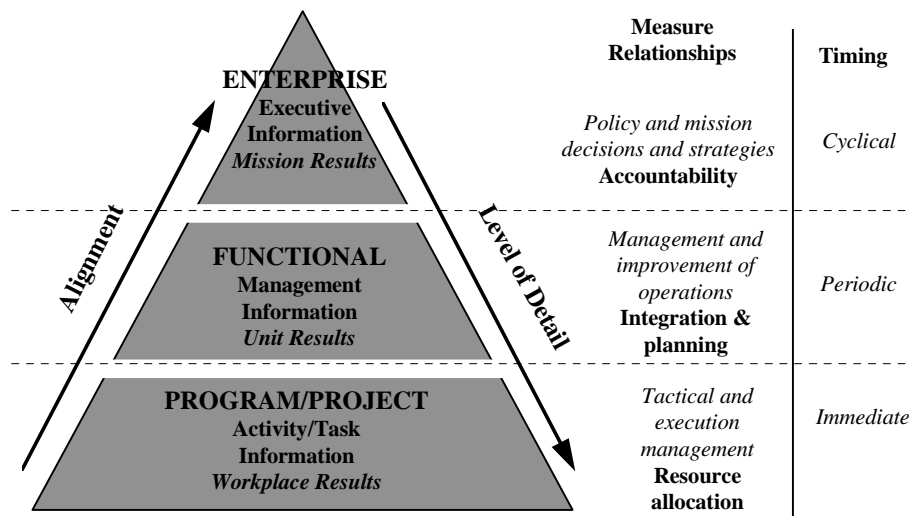 Measure
Relationships
Timing
ENTERPRISE
Executive
Information
Mission Results
Policy and mission
decisions and strategies
Accountability
Cyclical
Alignment
Level of Detail
FUNCTIONAL
Management
Information
Unit Results
Management and
improvement of
operations
Integration &
planning
Periodic
PROGRAM/PROJECT
Activity/Task
Information
Workplace Results
Tactical and
execution
management
Resource
allocation
Immediate